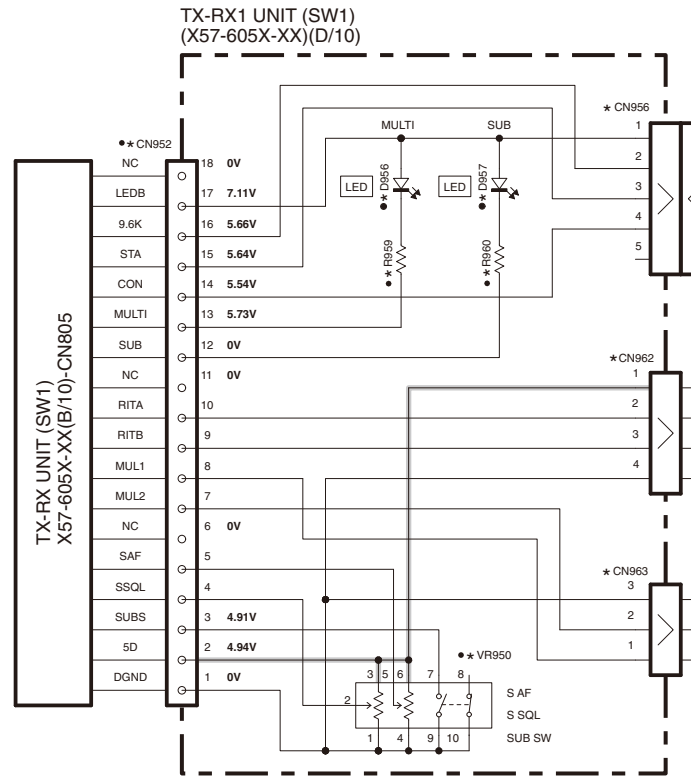 TX-RX1 UNIT (SW1)
(X57-605X-XX)(D/10)
TX-RX UNIT (SW1)
X57-605X-XX(B/10)-CN805
● * CN952
NC 18 0V
LEDB 17 7.11V
9.6K 16 5.66V
STA 15 5.64V
CON 14 5.54V
MULTI 13 5.73V
SUB 12 0V
NC 11 0V
RITA 10
RITB 9
MUL1 8
MUL2 7
NC 6 0V
SAF 5
SSQL 4
SUBS 3 4.91V
5D 2 4.94V
DGND 1 0V
MULTI
SUB
LED
● * D956
LED
● * D957
● * R959
● * R960
* CN956
1
2
3
4
5
* CN962
1
2
3
4
* CN963
3
2
1
● * VR950
3 5 6 7 8
2
1 4 9 10
S AF
S SQL
SUB SW